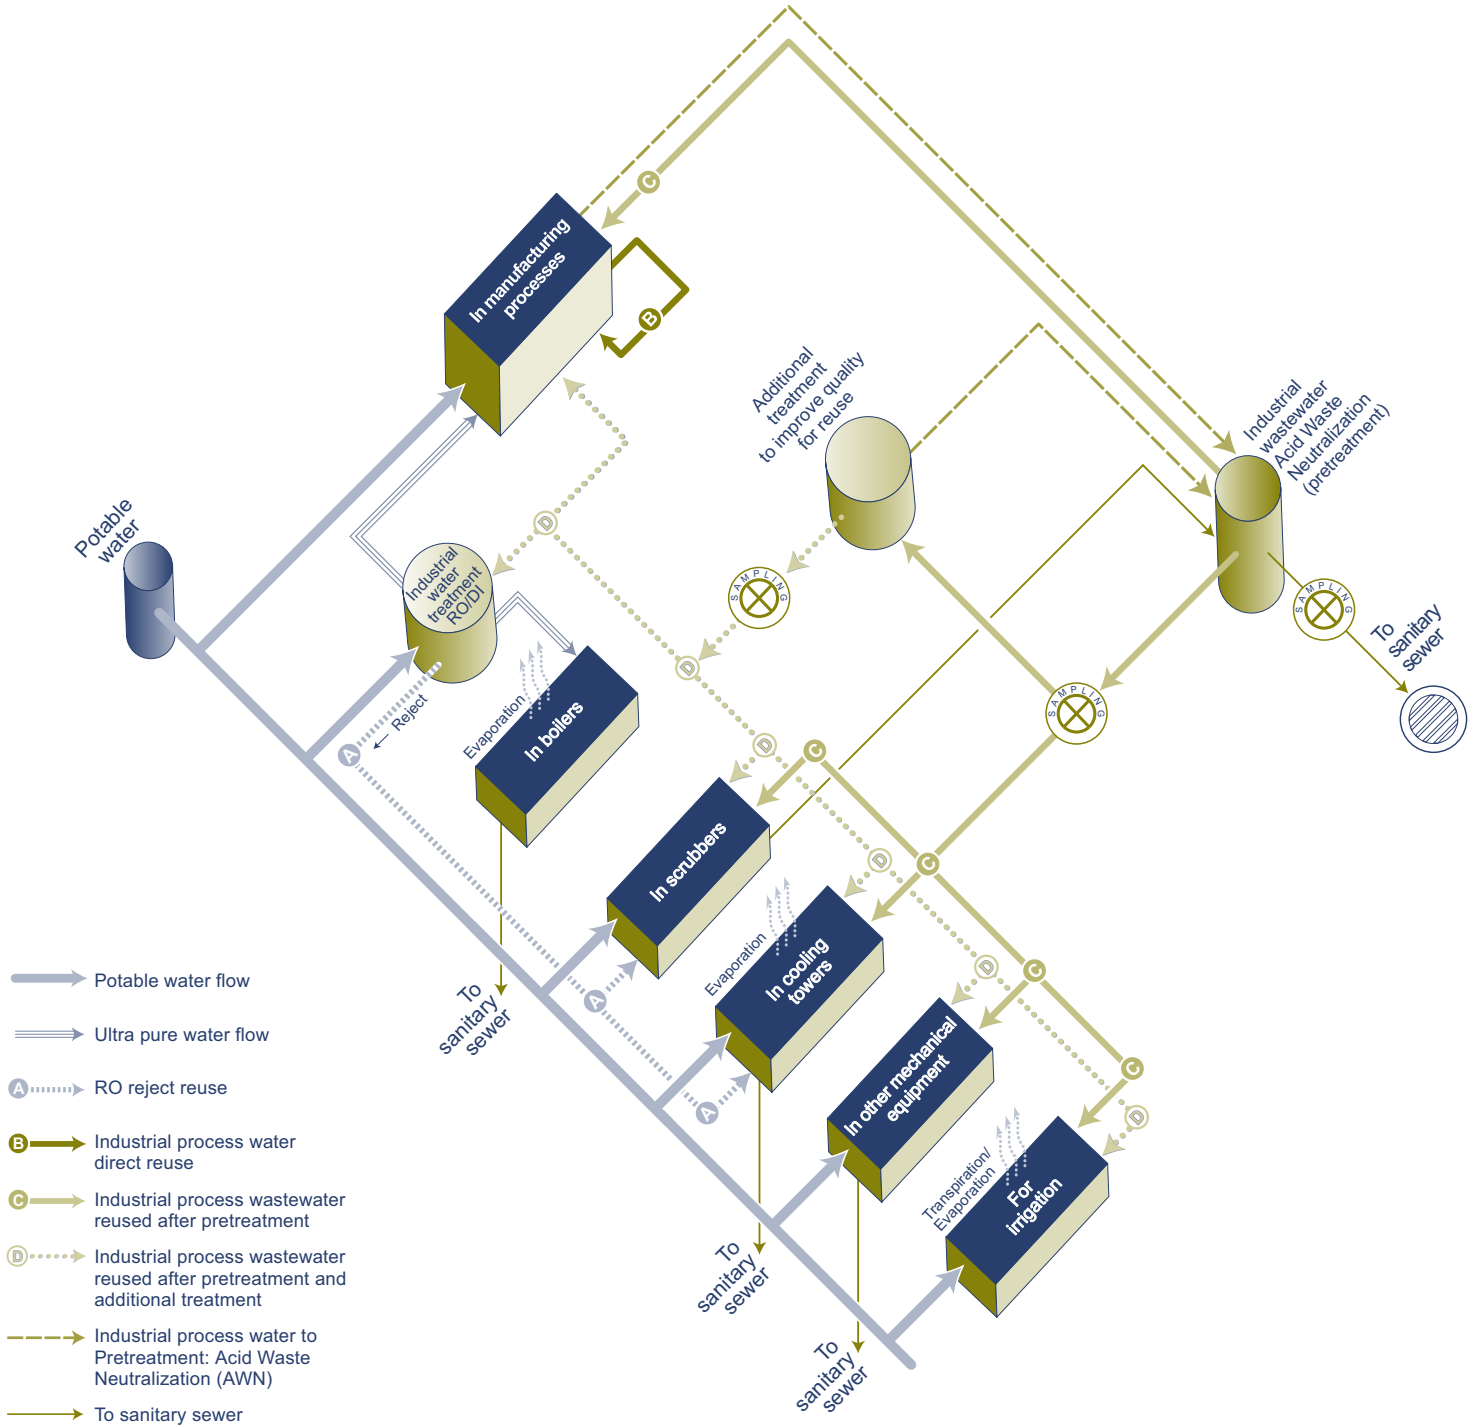 C
In manufacturing
processes
B
Additional
treatment
to improve quality
for reuse
Industrial
wastewater
Acid Waste
Neutralization
(pretreatment)
Potable
water
D
Industrial
water
treatment
RO/DI
SAMPLING
SAMPLING
To
sanitary
sewer
D
Reject
A
Evaporation
In boilers
SAMPLING
D
C
In scrubbers
D
C
Evaporation
In cooling
towers
To
sanitary
sewer
A
D
C
In other mechanical
equipment
A
C
D
Transpiration/
Evaporation
For
irrigation
To
sanitary
sewer
To
sanitary
sewer
Potable water flow
Ultra pure water flow
A RO reject reuse
B Industrial process water
direct reuse
C Industrial process wastewater
reused after pretreatment
D Industrial process wastewater
reused after pretreatment and
additional treatment
Industrial process water to
Pretreatment: Acid Waste
Neutralization (AWN)
To sanitary sewer